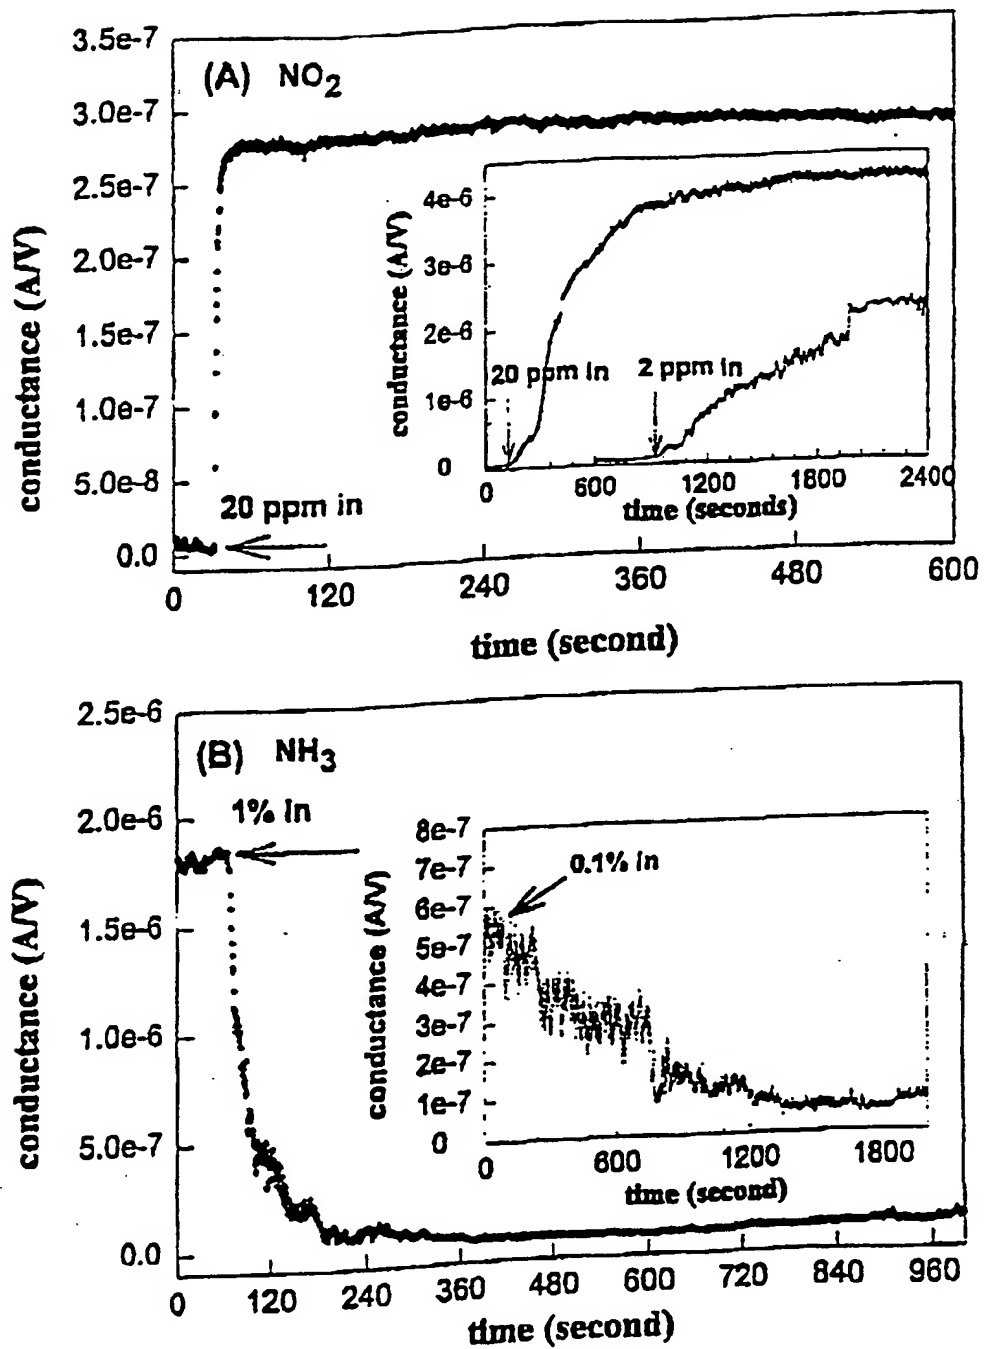 3.5e-7
(A) NO2
3.0e-7
2.5e-7
2.0e-7
1.5e-7
1.0e-7
5.0e-8
0.0
conductance (A/V)
20 ppm in
0 120 240 360 480 600
time (second)
4e-6
3e-6
2e-6
1e-6
0
conductance (A/V)
20 ppm in 2 ppm in
0 600 1200 1800 2400
time (seconds)
2.5e-6
(B) NH3
2.0e-6
1.5e-6
1.0e-6
5.0e-7
0.0
conductance (A/V)
1% in
0 120 240 360 480 600 720 840 960
time (second)
8e-7
7e-7
6e-7
5e-7
4e-7
3e-7
2e-7
1e-7
0
conductance (A/V)
0.1% in
0 600 1200 1800
time (second)